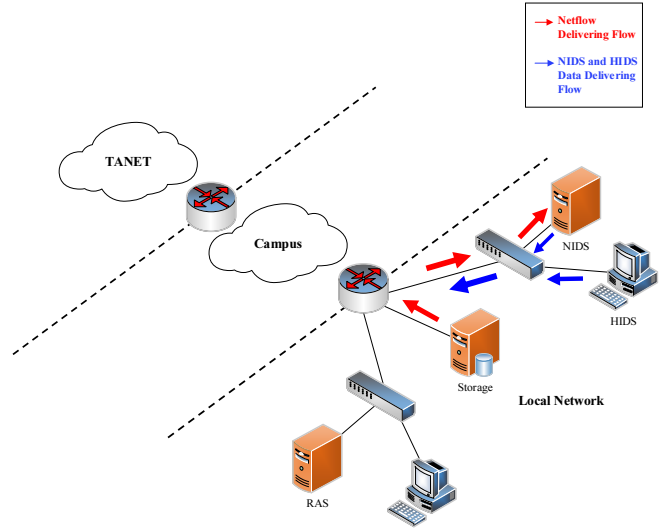 Netflow
Delivering Flow
NIDS and HIDS
Data Delivering
Flow
TANET
Campus
NIDS
HIDS
Storage
Local Network
RAS